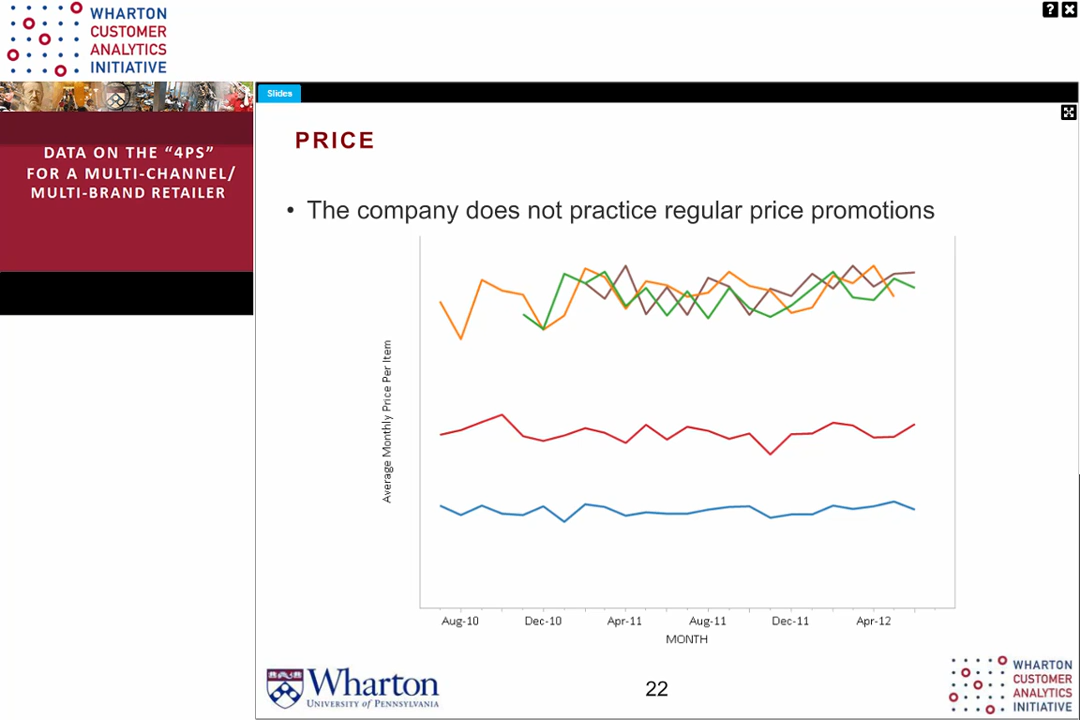 WHARTON
CUSTOMER
ANALYTICS
INITIATIVE
?
Slides
DATA ON THE “4PS”
FOR A MULTI-CHANNEL/
MULTI-BRAND RETAILER
PRICE
• The company does not practice regular price promotions
Average Monthly Price Per Item
Aug-10 Dec-10 Apr-11 Aug-11 Dec-11 Apr-12
MONTH
Wharton
UNIVERSITY of PENNSYLVANIA
22
WHARTON
CUSTOMER
ANALYTICS
INITIATIVE